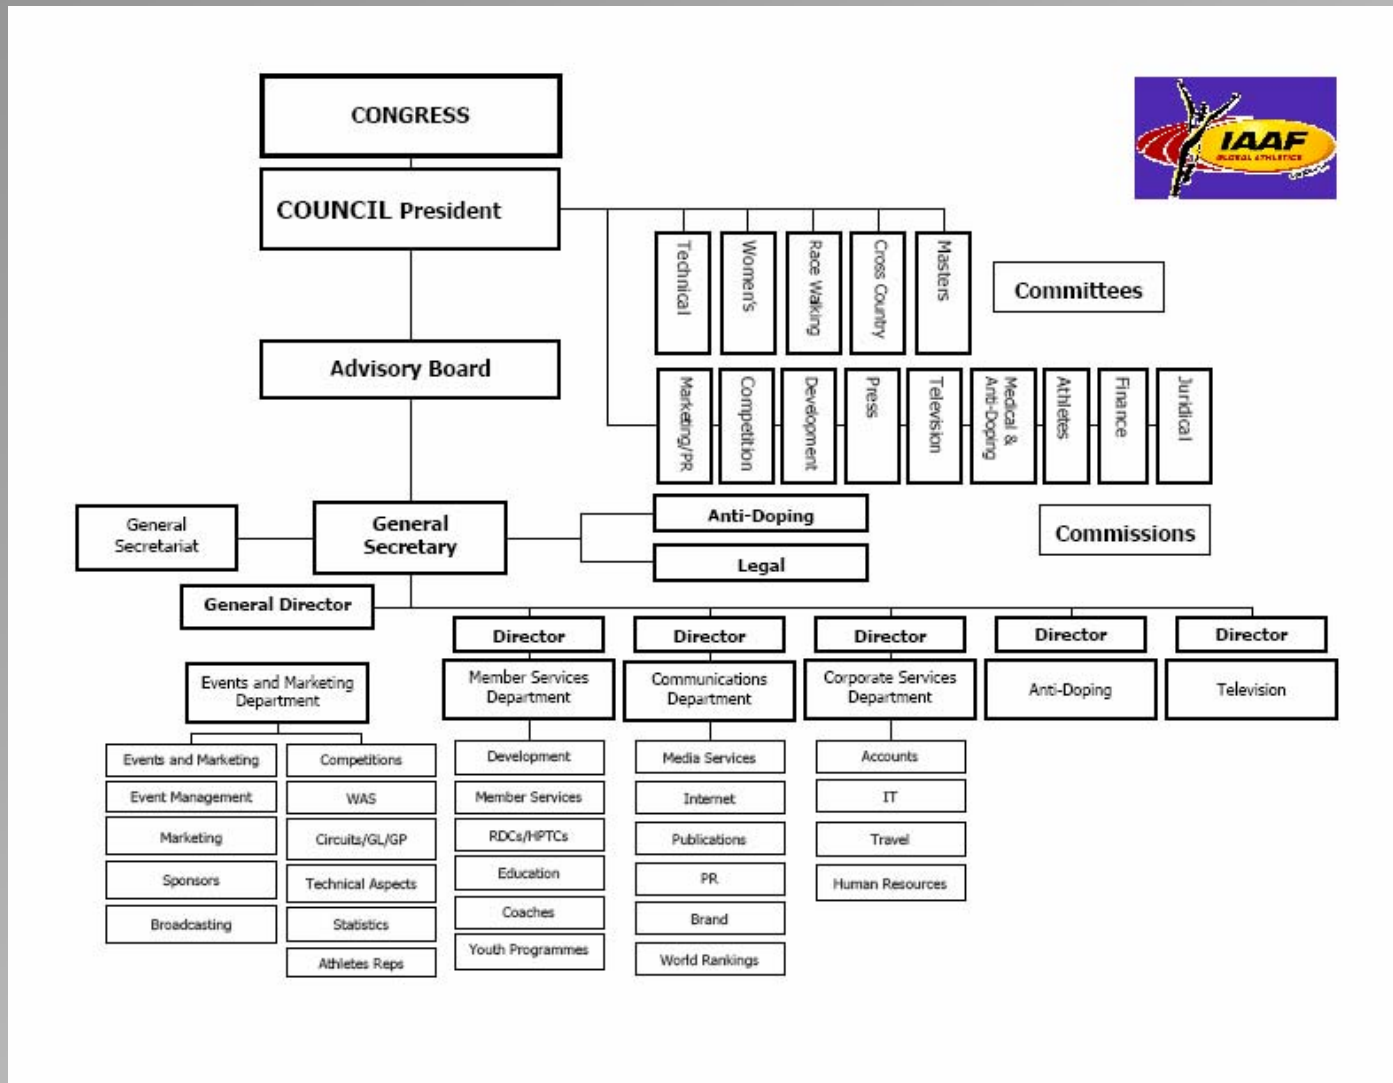 CONGRESS
IAAF
GLOBAL ATHLETICS
COUNCIL President
Technical
Women's
Race Walking
Cross Country
Masters
Committees
Advisory Board
Marketing/PR
Competition
Development
Press
Television
Medical &
Anti-Doping
Athletes
Finance
Juridical
General
Secretariat
General
Secretary
Anti-Doping
Legal
Commissions
General Director
Director
Director
Director
Director
Director
Events and Marketing
Department
Member Services
Department
Communications
Department
Corporate Services
Department
Anti-Doping
Television
Events and Marketing
Event Management
Marketing
Sponsors
Broadcasting
Competitions
WAS
Circuits/GL/GP
Technical Aspects
Statistics
Athletes Reps
Development
Member Services
RDCs/HPTCs
Education
Coaches
Youth Programmes
Media Services
Internet
Publications
PR
Brand
World Rankings
Accounts
IT
Travel
Human Resources